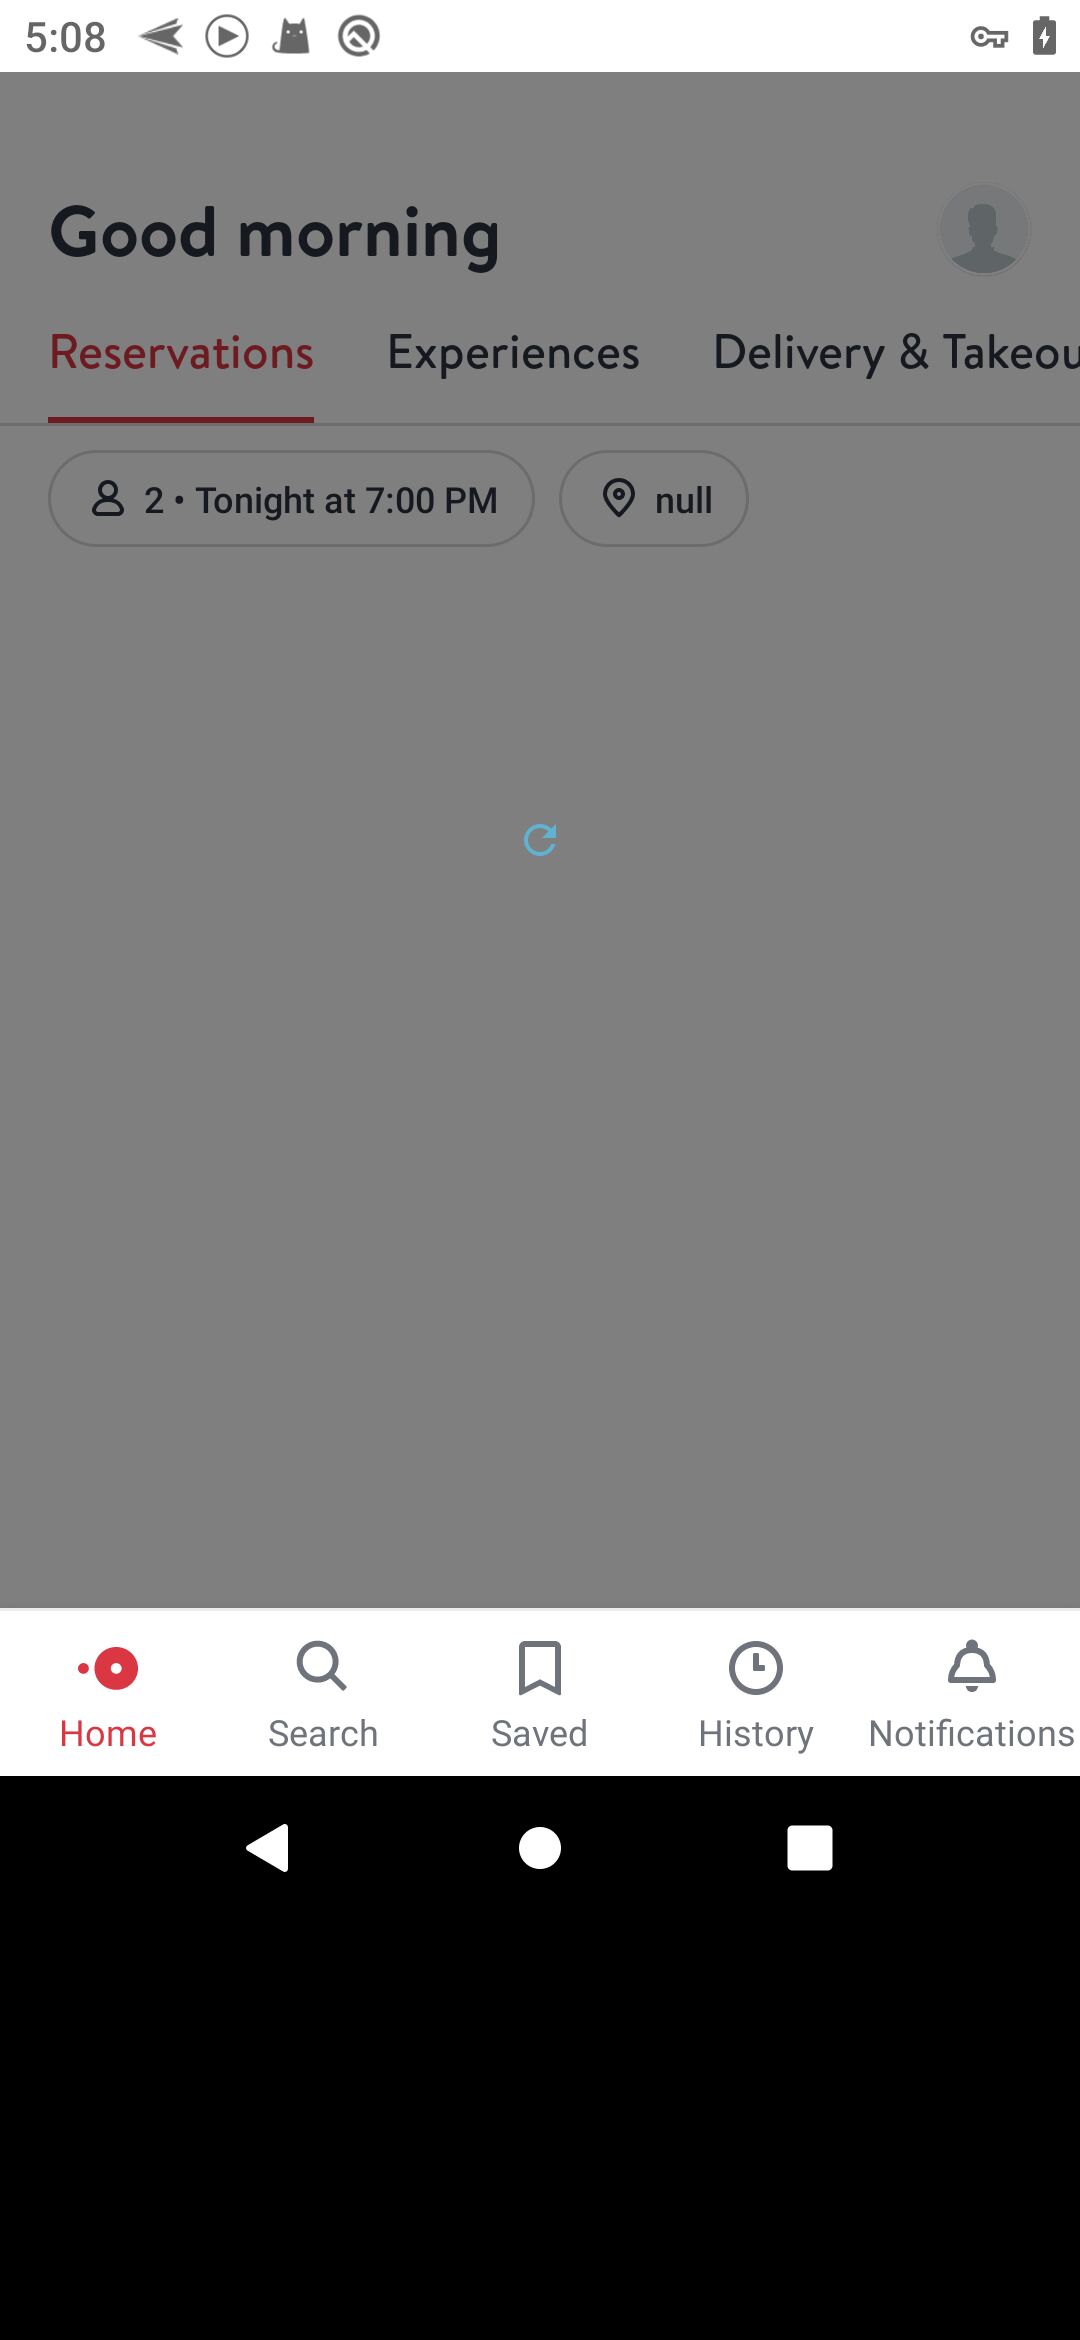 5:08
Good morning
Reservations
Experiences
Delivery & Takeou
2 • Tonight at 7:00 PM
null
Home
Search
Saved
History
Notifications